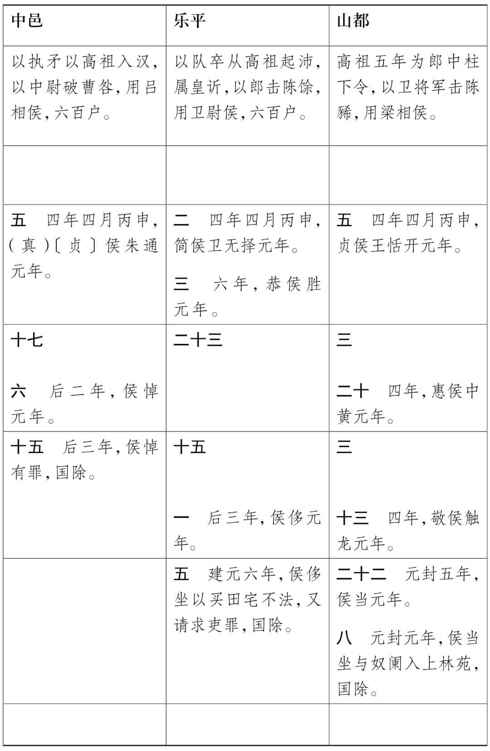 中邑
以执矛以高祖入汉,
以中尉破曹咎,用吕
相侯,六百户。
五 四年四月丙申,
(真)〔贞〕侯朱通
元年。
十七
六 后二年,侯悼
元年。
十五 后三年,侯悼
有罪,国除。
乐平
以队卒从高祖起沛,
属皇䜣,以郎击陈馀,
用卫尉侯,六百户。
二 四年四月丙申,
简侯卫无择元年。
三 六年,恭侯胜
元年。
二十三
十五
一 后三年,侯侈元
年。
五 建元六年,侯侈
坐以买田宅不法,又
请求吏罪,国除。
山都
高祖五年为郎中柱
下令,以卫将军击陈
豨,用梁相侯。
五 四年四月丙申,
贞侯王恬开元年。
三
二十 四年,惠侯中
黄元年。
三
十三 四年,敬侯触
龙元年。
二十二 元封五年,
侯当元年。
八 元封元年,侯当
坐与奴阑入上林苑,
国除。